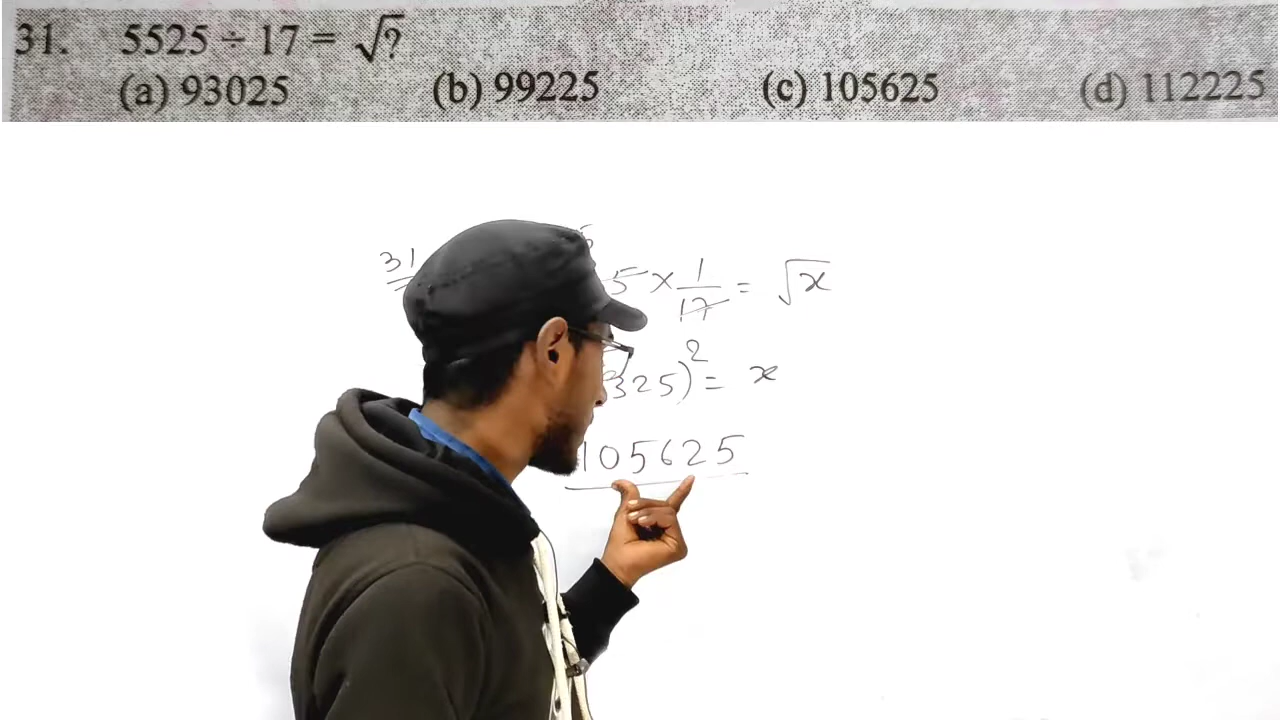 31. 5525 ÷ 17 = √?
(a) 93025 (b) 99225 (c) 105625 (d) 112225
31 5 × 1/17 = √x
325)² = x
105625